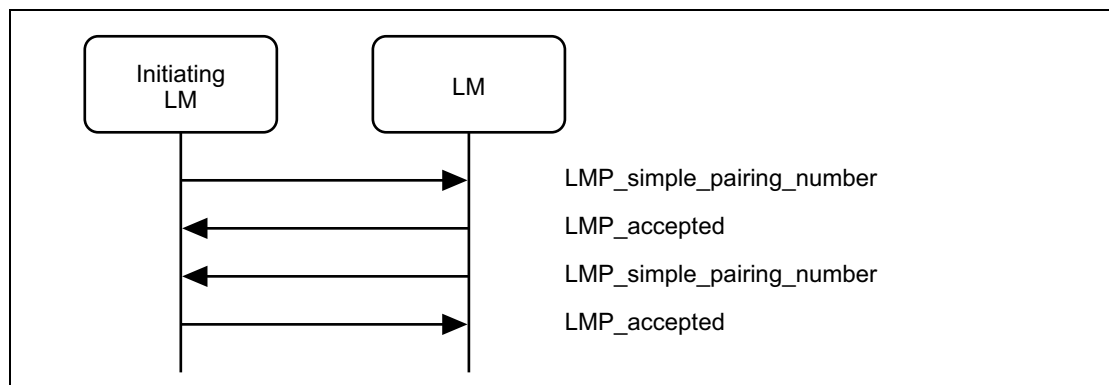 Initiating
LM
LM
LMP_simple_pairing_number
LMP_accepted
LMP_simple_pairing_number
LMP_accepted